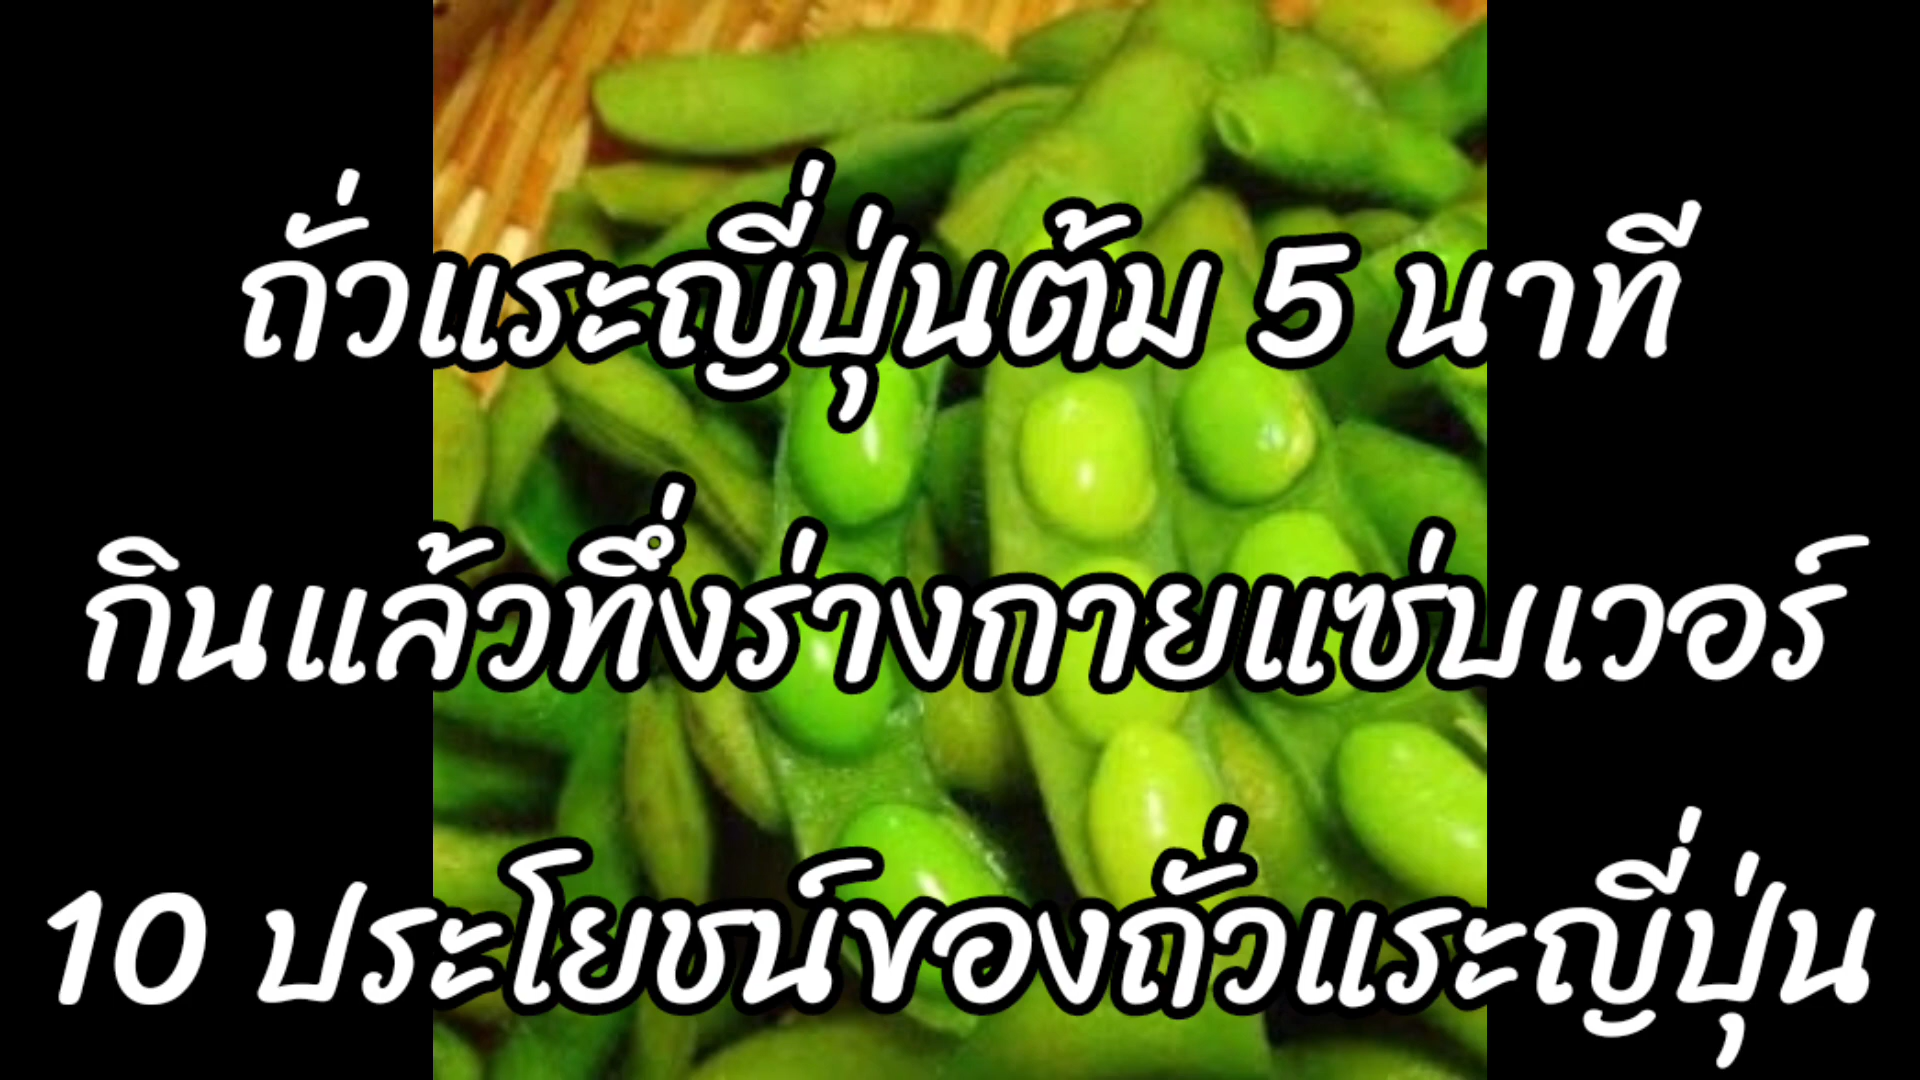 ถั่วแระญี่ปุ่นต้ม 5 นาที
กินแล้วทึ่งร่างกายแซ่บเวอร์
10 ประโยชน์ของถั่วแระญี่ปุ่น